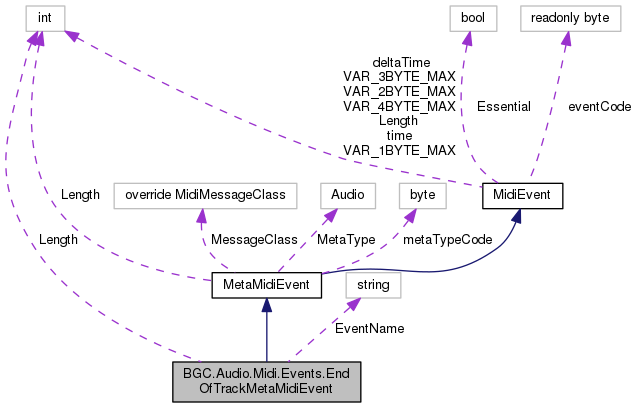 int
bool
readonly byte
deltaTime
VAR_3BYTE_MAX
VAR_2BYTE_MAX
VAR_4BYTE_MAX
Length
time
VAR_1BYTE_MAX
Essential
eventCode
override MidiMessageClass
Audio
byte
MidiEvent
Length
Length
MessageClass
MetaType
metaTypeCode
MetaMidiEvent
string
EventName
BGC.Audio.Midi.Events.End
OfTrackMetaMidiEvent